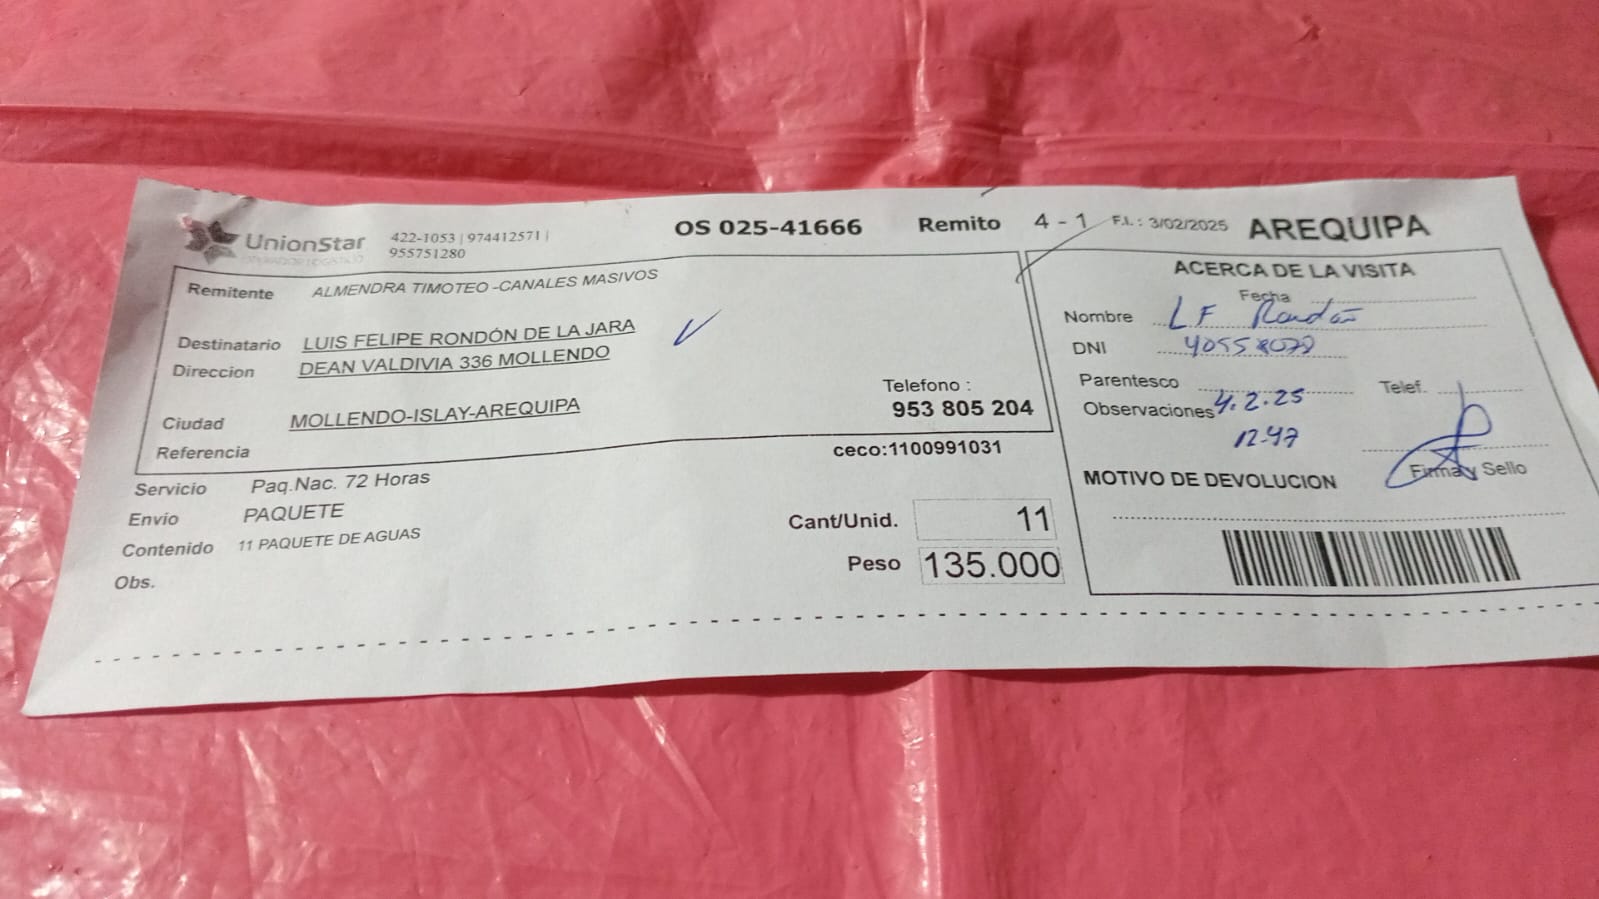 UnionStar
OPERADOR LOGISTICO
422-1053 | 974412571 |
955751280
OS 025-41666 Remito 4 - 1 F.I. : 3/02/2025 AREQUIPA
Remitente ALMENDRA TIMOTEO -CANALES MASIVOS
Destinatario LUIS FELIPE RONDÓN DE LA JARA
Direccion DEAN VALDIVIA 336 MOLLENDO
Telefono :
953 805 204
Ciudad MOLLENDO-ISLAY-AREQUIPA
Referencia
ceco:1100991031
Servicio Paq.Nac. 72 Horas
Envio PAQUETE
Contenido 11 PAQUETE DE AGUAS
Obs.
Cant/Unid. 11
Peso 135.000
ACERCA DE LA VISITA
Fecha
Nombre LF Rondón
DNI
Parentesco Telef.
Observaciones 4.2.25
12-47
Firma y Sello
MOTIVO DE DEVOLUCION